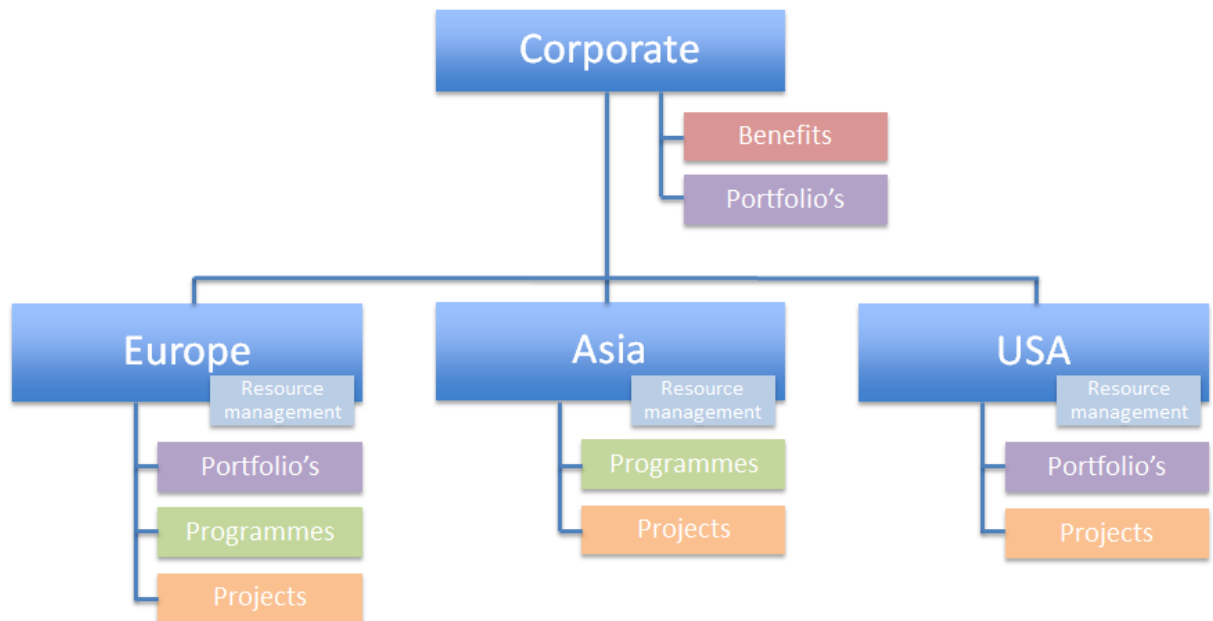 Corporate
Benefits
Portfolio’s
Europe
Resource
management
Portfolio’s
Programmes
Projects
Asia
Resource
management
Programmes
Projects
USA
Resource
management
Portfolio’s
Projects